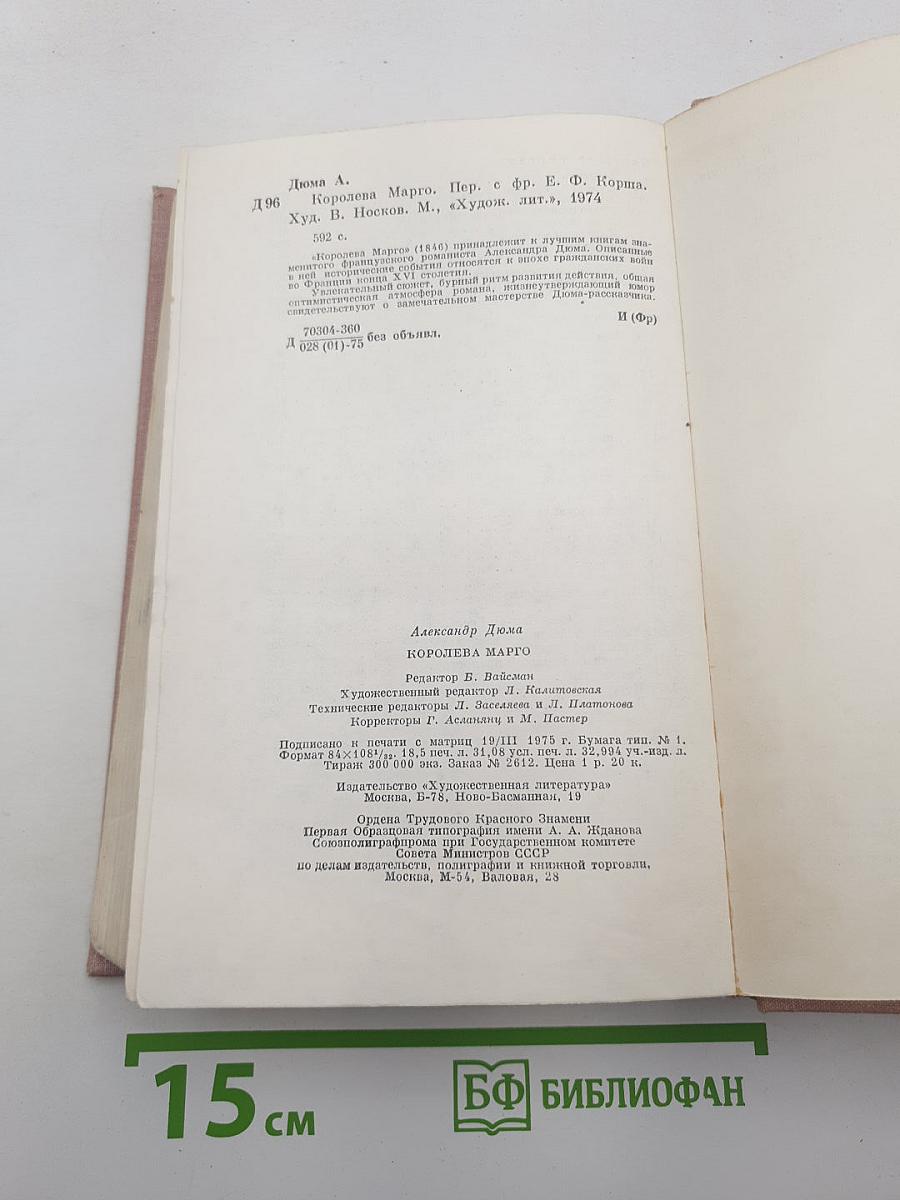 Дюма А.
Д 96 Королева Марго. Пер. с фр. Е. Ф. Корша.
Худ. В. Носков. М., «Худож. лит.», 1974
592 с.
«Королева Марго» (1846) принадлежит к лучшим книгам зна-
менитого французского романиста Александра Дюма. Описанные
в ней исторические события относятся к эпохе гражданских войн
во Франции конца XVI столетия.
Увлекательный сюжет, бурный ритм развития действия, общая
оптимистическая атмосфера романа, жизнеутверждающий юмор
свидетельствуют о замечательном мастерстве Дюма-рассказчика.
Д 70304-360
028 (01)-75 без объявл.
И (Фр)
Александр Дюма
КОРОЛЕВА МАРГО
Редактор Б. Вайсман
Художественный редактор Л. Калитовская
Технические редакторы Л. Заселяева и Л. Платонова
Корректоры Г. Асланянц и М. Пастер
Подписано к печати с матриц 19/III 1975 г. Бумага тип. № 1.
Формат 84×108¹/₃₂. 18,5 печ. л. 31,08 усл. печ. л. 32,994 уч.-изд. л.
Тираж 300 000 экз. Заказ № 2612. Цена 1 р. 20 к.
Издательство «Художественная литература»
Москва, Б-78, Ново-Басманная, 19
Ордена Трудового Красного Знамени
Первая Образцовая типография имени А. А. Жданова
Союзполиграфпрома при Государственном комитете
Совета Министров СССР
по делам издательств, полиграфии и книжной торговли,
Москва, М-54, Валовая, 28
15 см
БФ БИБЛИОФАН